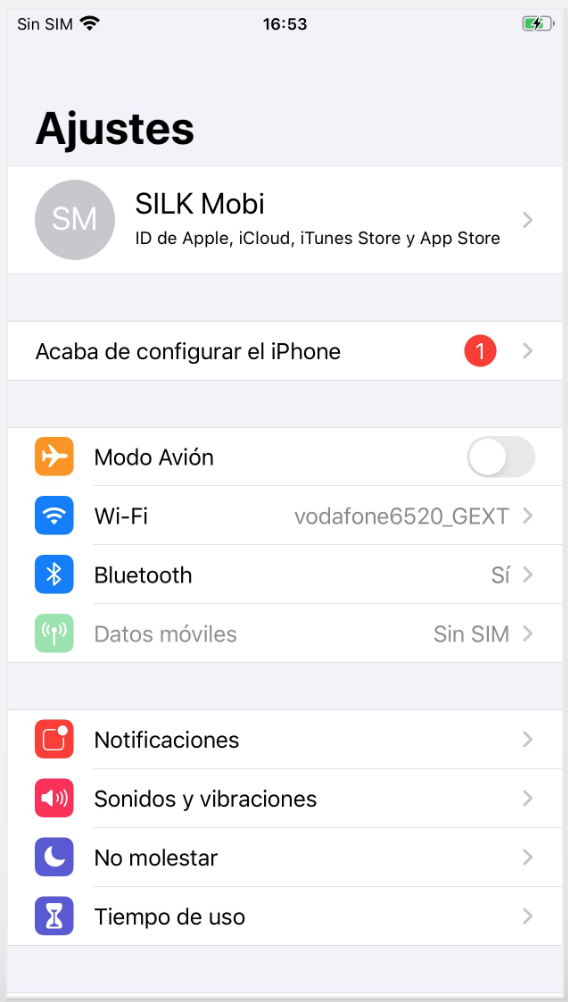 Sin SIM 16:53
Ajustes
SM
SILK Mobi
ID de Apple, iCloud, iTunes Store y App Store
Acaba de configurar el iPhone 1
Modo Avión
Wi-Fi vodafone6520_GEXT
Bluetooth Sí
Datos móviles Sin SIM
Notificaciones
Sonidos y vibraciones
No molestar
Tiempo de uso